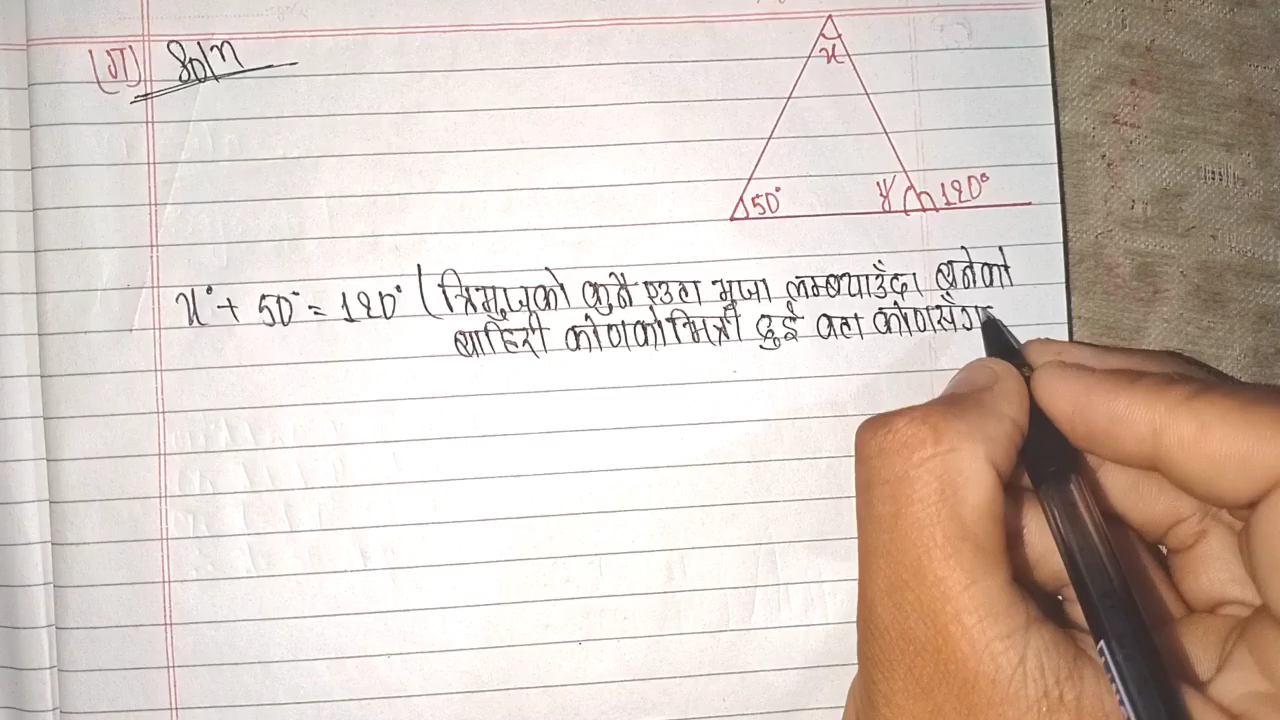 (ग) Soln
x
50° y 120°
x° + 50° = 120° (त्रिभुजको कुनै एउटा भुजा लम्ब्याउँदा बनेको
बाहिरी कोणको भित्री दुई वटा कोणसँग